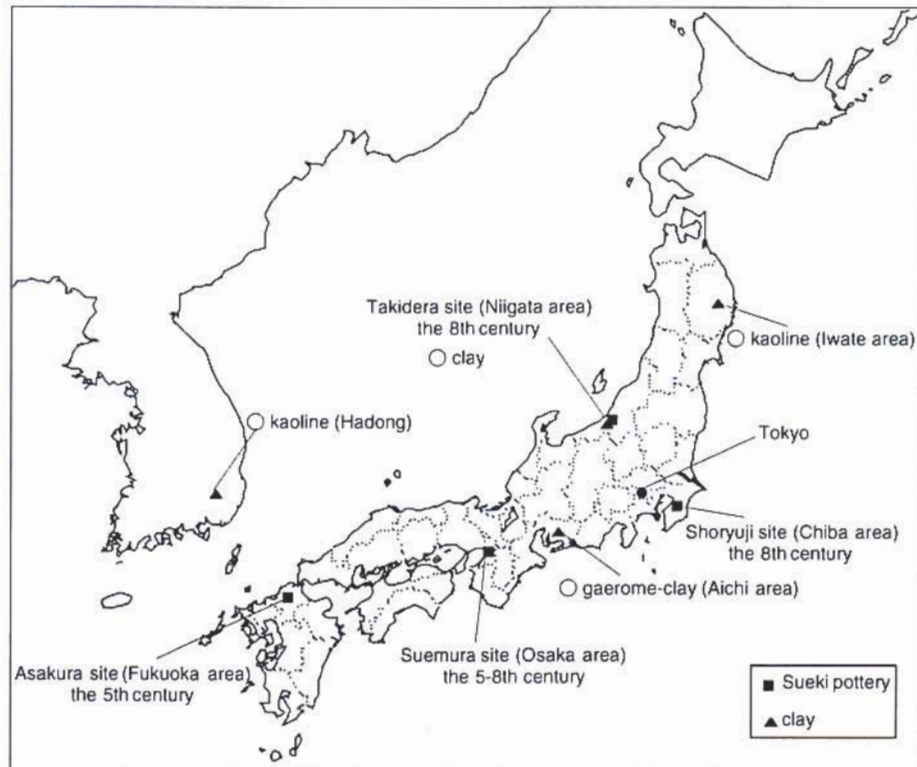 Takidera site (Niigata area)
the 8th century
○ clay
○ kaoline (Iwate area)
○ kaoline (Hadong)
Tokyo
Shoryuji site (Chiba area)
the 8th century
○ gaerome-clay (Aichi area)
Suemura site (Osaka area)
the 5-8th century
Asakura site (Fukuoka area)
the 5th century
■ Sueki pottery
▲ clay